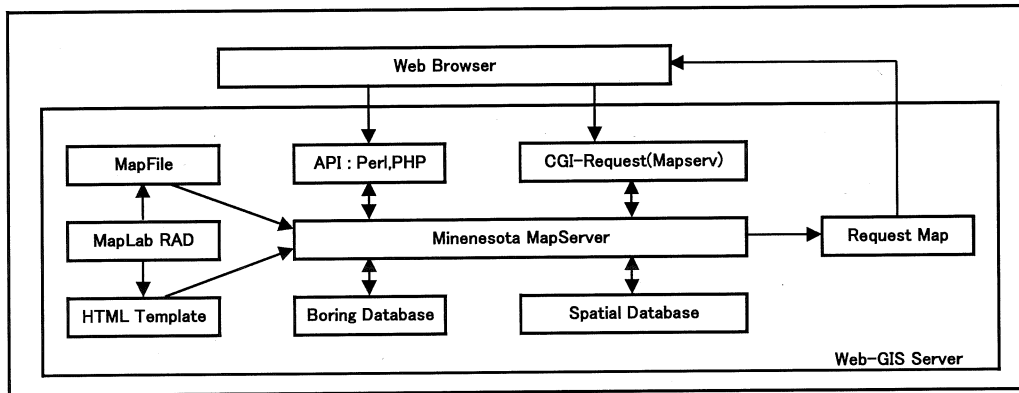 Web Browser
MapFile
API : Perl,PHP
CGI-Request(Mapserv)
MapLab RAD
Minenesota MapServer
Request Map
HTML Template
Boring Database
Spatial Database
Web-GIS Server